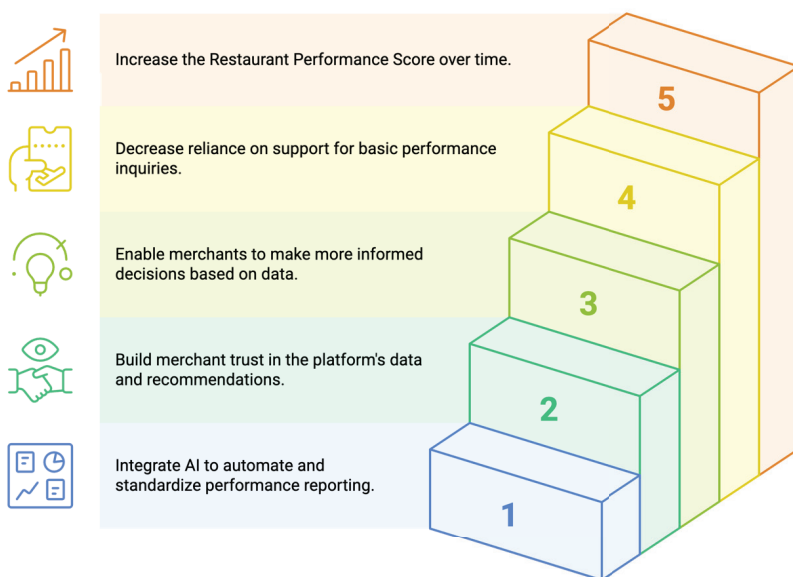 Increase the Restaurant Performance Score over time.
5
Decrease reliance on support for basic performance
inquiries.
4
Enable merchants to make more informed
decisions based on data.
3
Build merchant trust in the platform's data
and recommendations.
2
Integrate AI to automate and
standardize performance reporting.
1